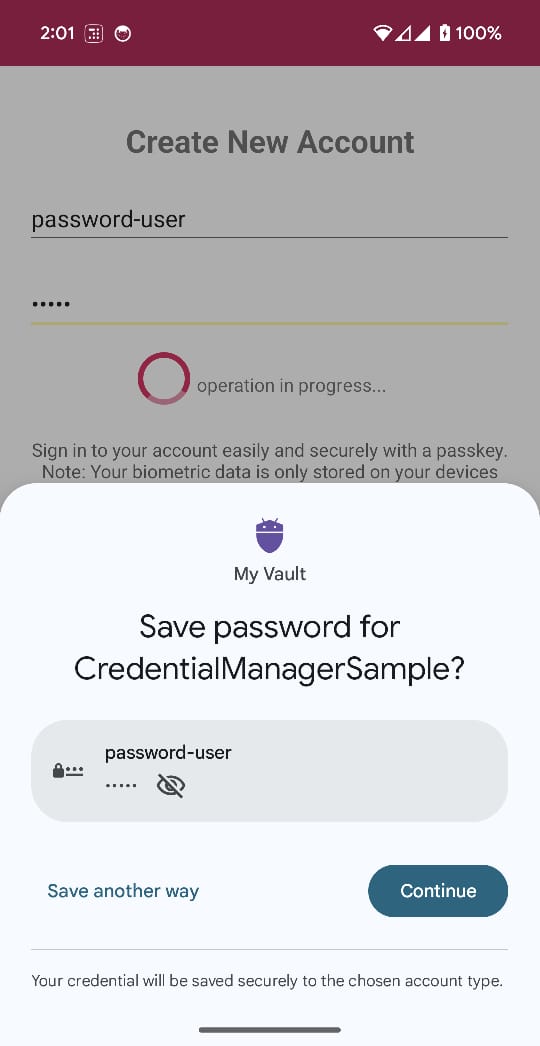 2:01
100%
Create New Account
password-user
•••••
operation in progress...
Sign in to your account easily and securely with a passkey.
Note: Your biometric data is only stored on your devices
My Vault
Save password for
CredentialManagerSample?
password-user
•••••
Save another way
Continue
Your credential will be saved securely to the chosen account type.